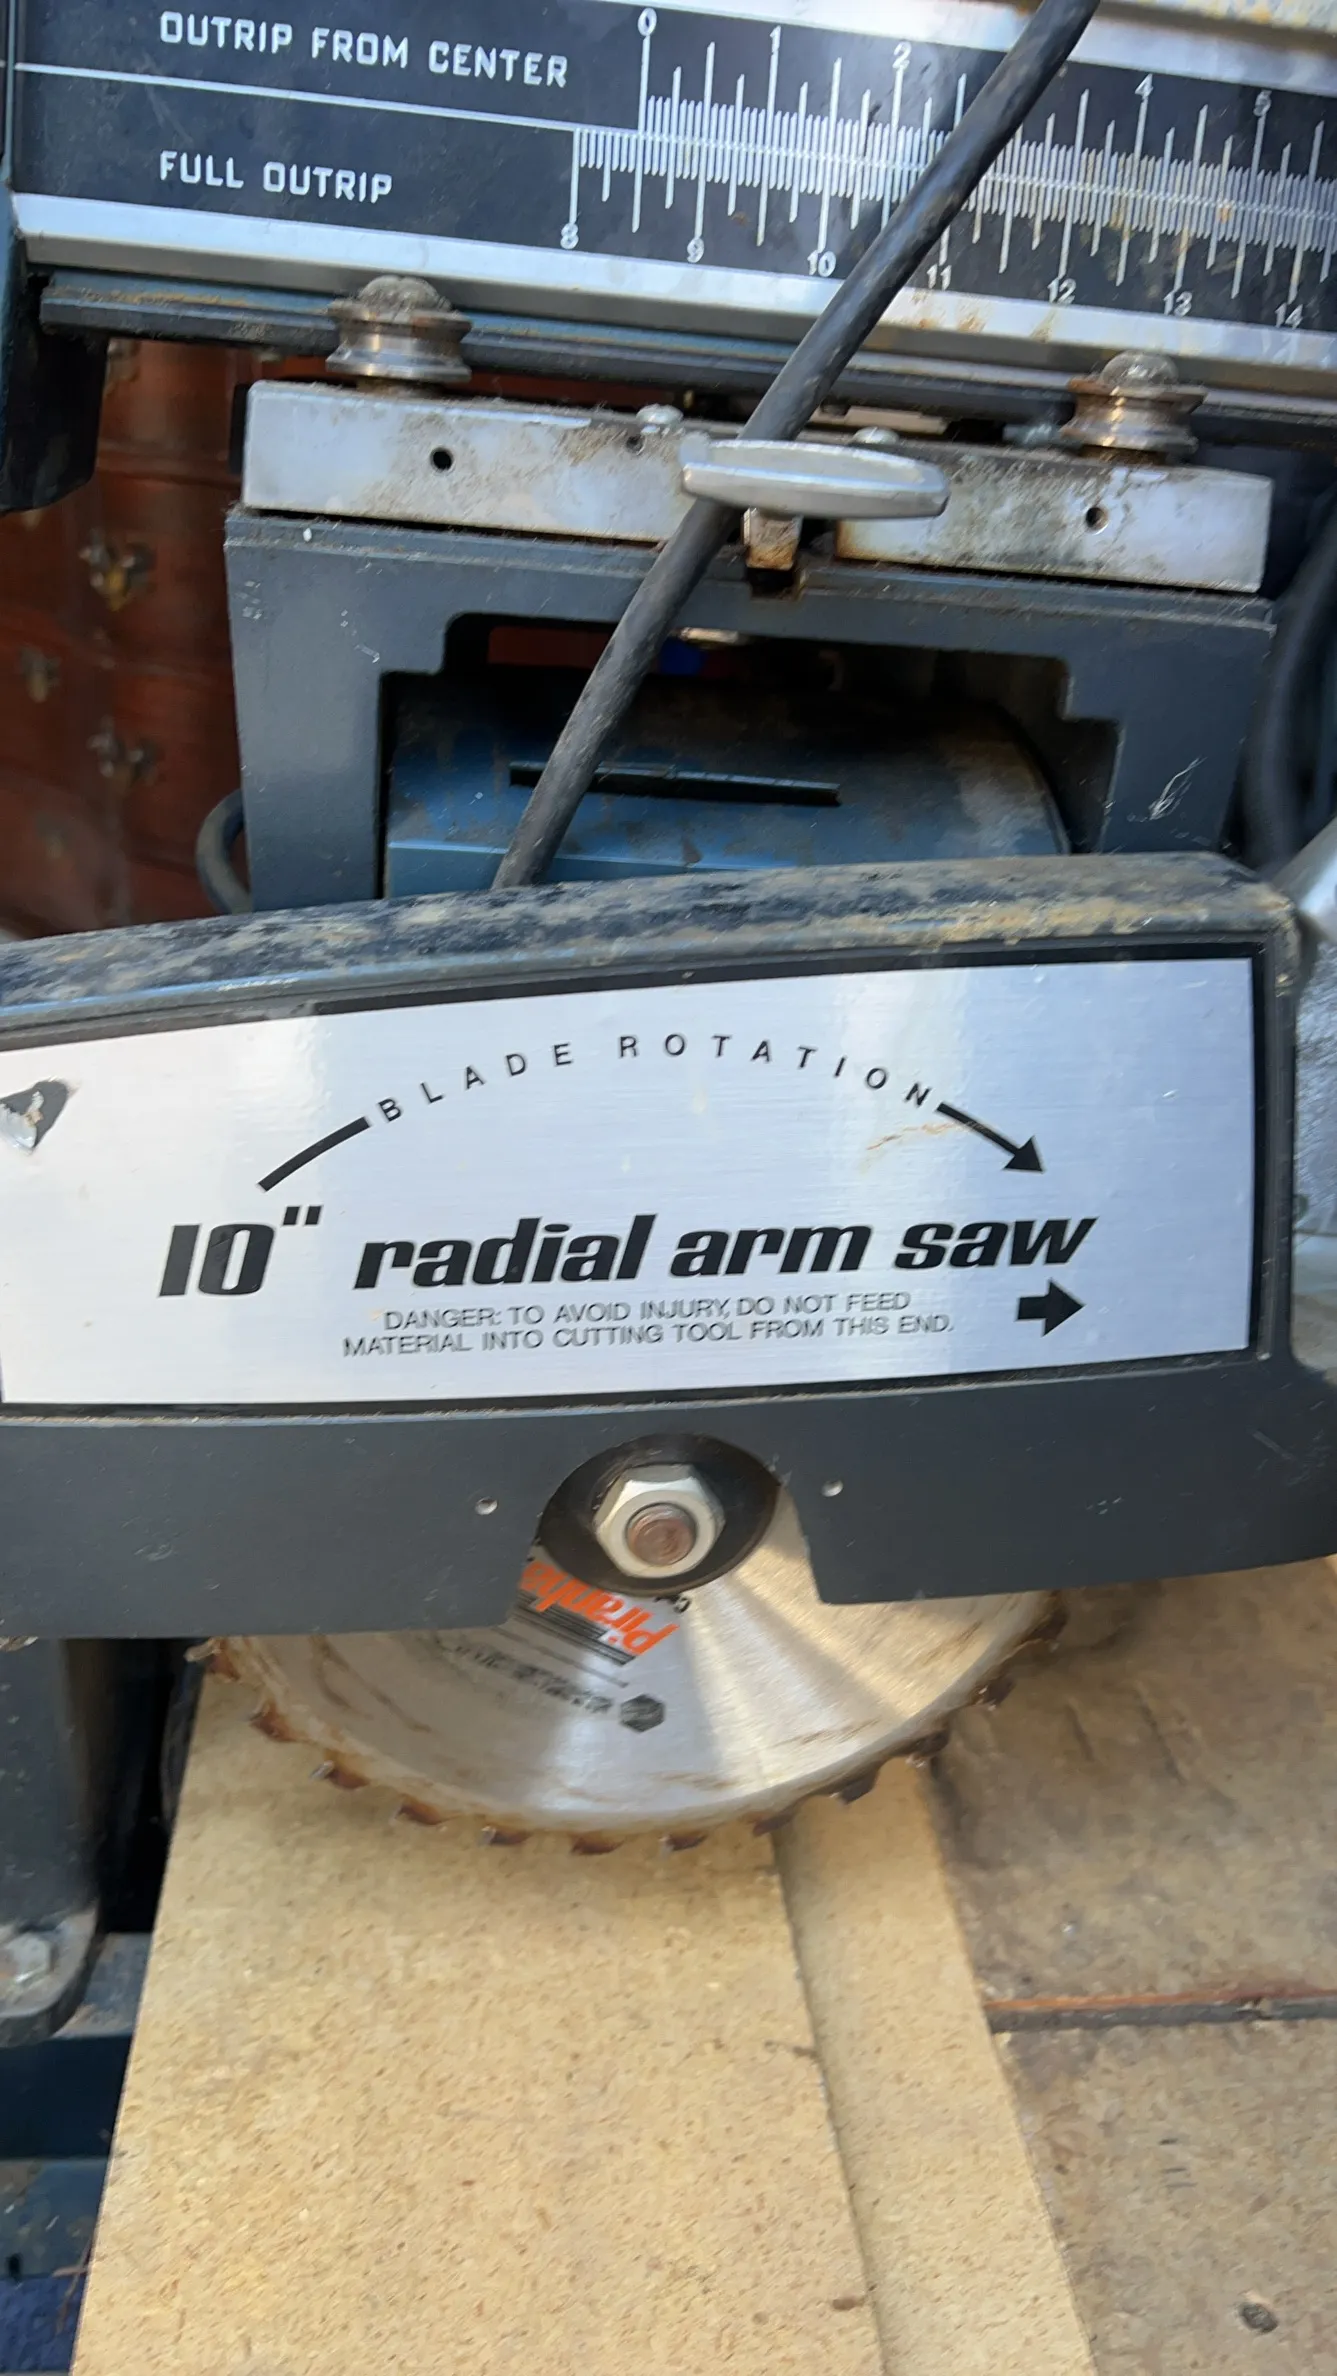 OUTRIP FROM CENTER
0 1 2 4 5
FULL OUTRIP
8 9 10 11 12 13 14
BLADE ROTATION
10" radial arm saw
DANGER: TO AVOID INJURY, DO NOT FEED
MATERIAL INTO CUTTING TOOL FROM THIS END.
Piranha